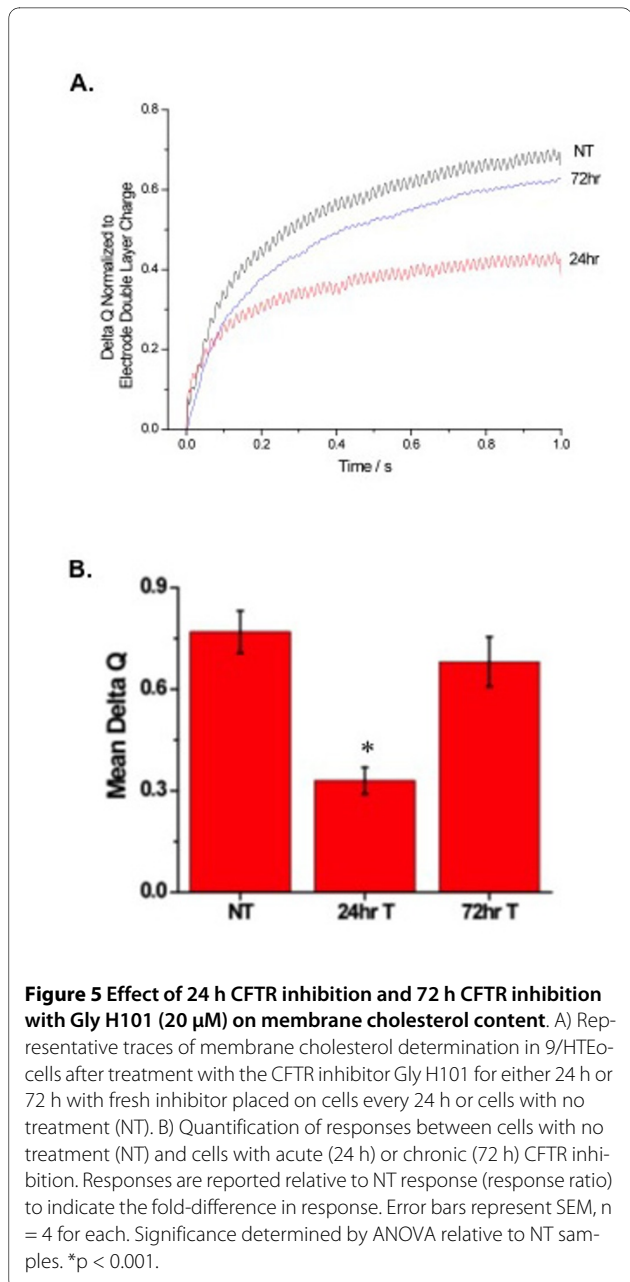 A.
0.8
0.6
0.4
0.2
0.0
Delta Q Normalized to
Electrode Double Layer Charge
NT
72hr
24hr
0.0 0.2 0.4 0.6 0.8 1.0
Time / s
B.
0.9
0.6
0.3
0.0
Mean Delta Q
*
NT 24hr T 72hr T
Figure 5 Effect of 24 h CFTR inhibition and 72 h CFTR inhibition
with Gly H101 (20 μM) on membrane cholesterol content. A) Rep-
resentative traces of membrane cholesterol determination in 9/HTEo-
cells after treatment with the CFTR inhibitor Gly H101 for either 24 h or
72 h with fresh inhibitor placed on cells every 24 h or cells with no
treatment (NT). B) Quantification of responses between cells with no
treatment (NT) and cells with acute (24 h) or chronic (72 h) CFTR inhi-
bition. Responses are reported relative to NT response (response ratio)
to indicate the fold-difference in response. Error bars represent SEM, n
= 4 for each. Significance determined by ANOVA relative to NT sam-
ples. *p < 0.001.